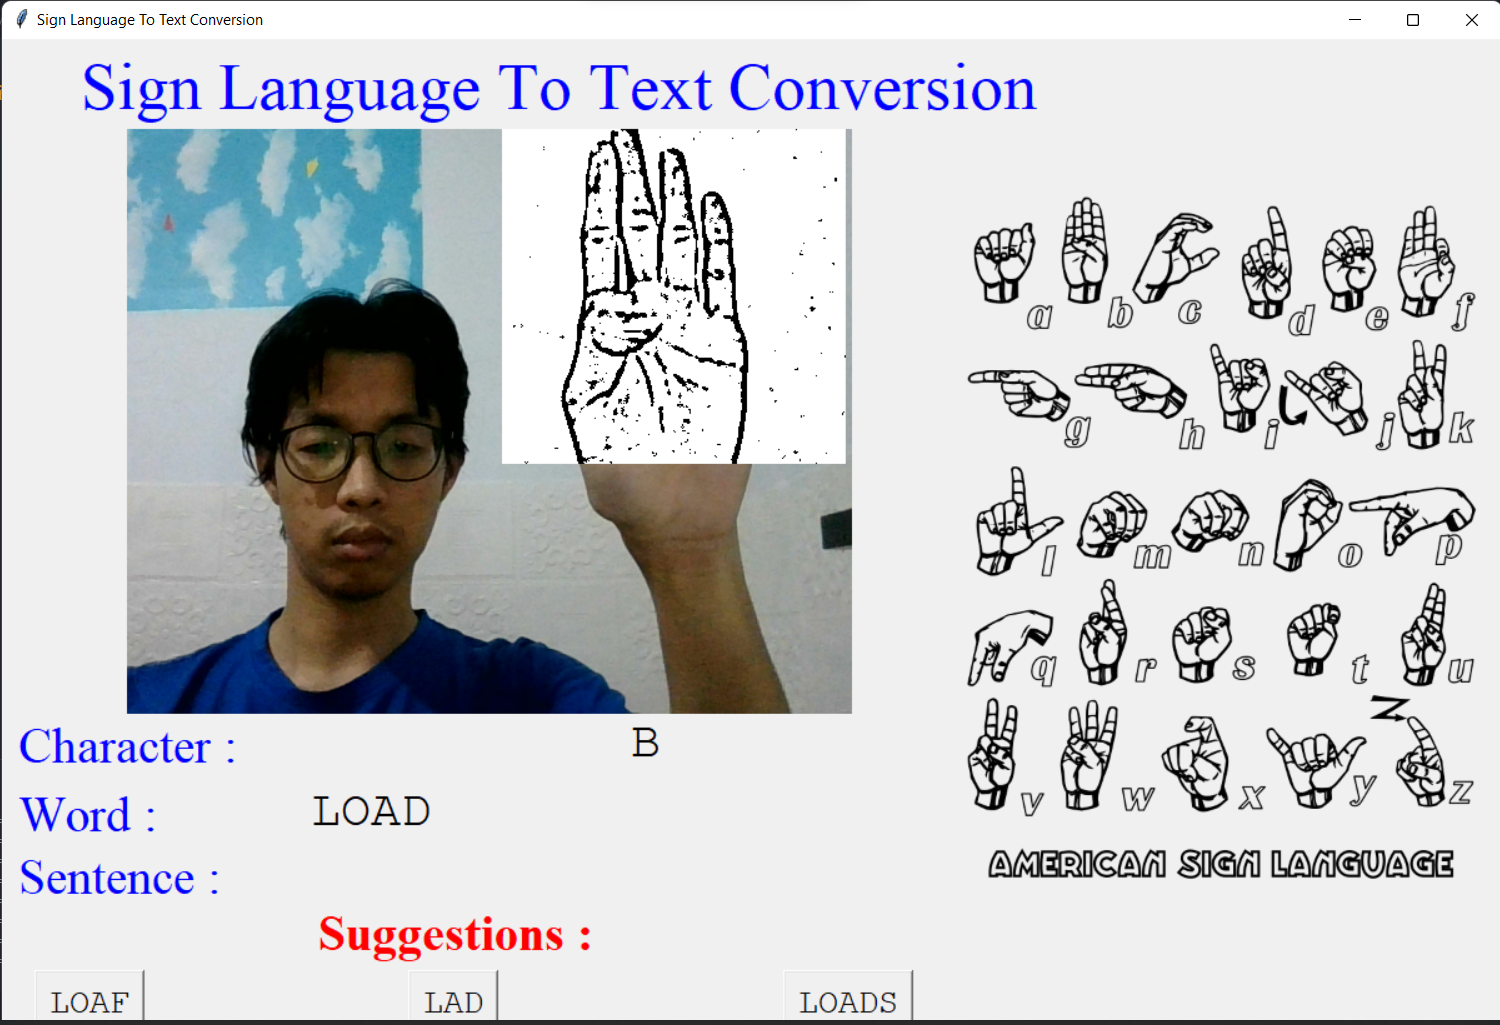 Sign Language To Text Conversion
Sign Language To Text Conversion
a b c d e f
g h i j k
l m n o p
q r s t u
v w x y z
AMERICAN SIGN LANGUAGE
Character : B
Word : LOAD
Sentence :
Suggestions :
LOAF LAD LOADS